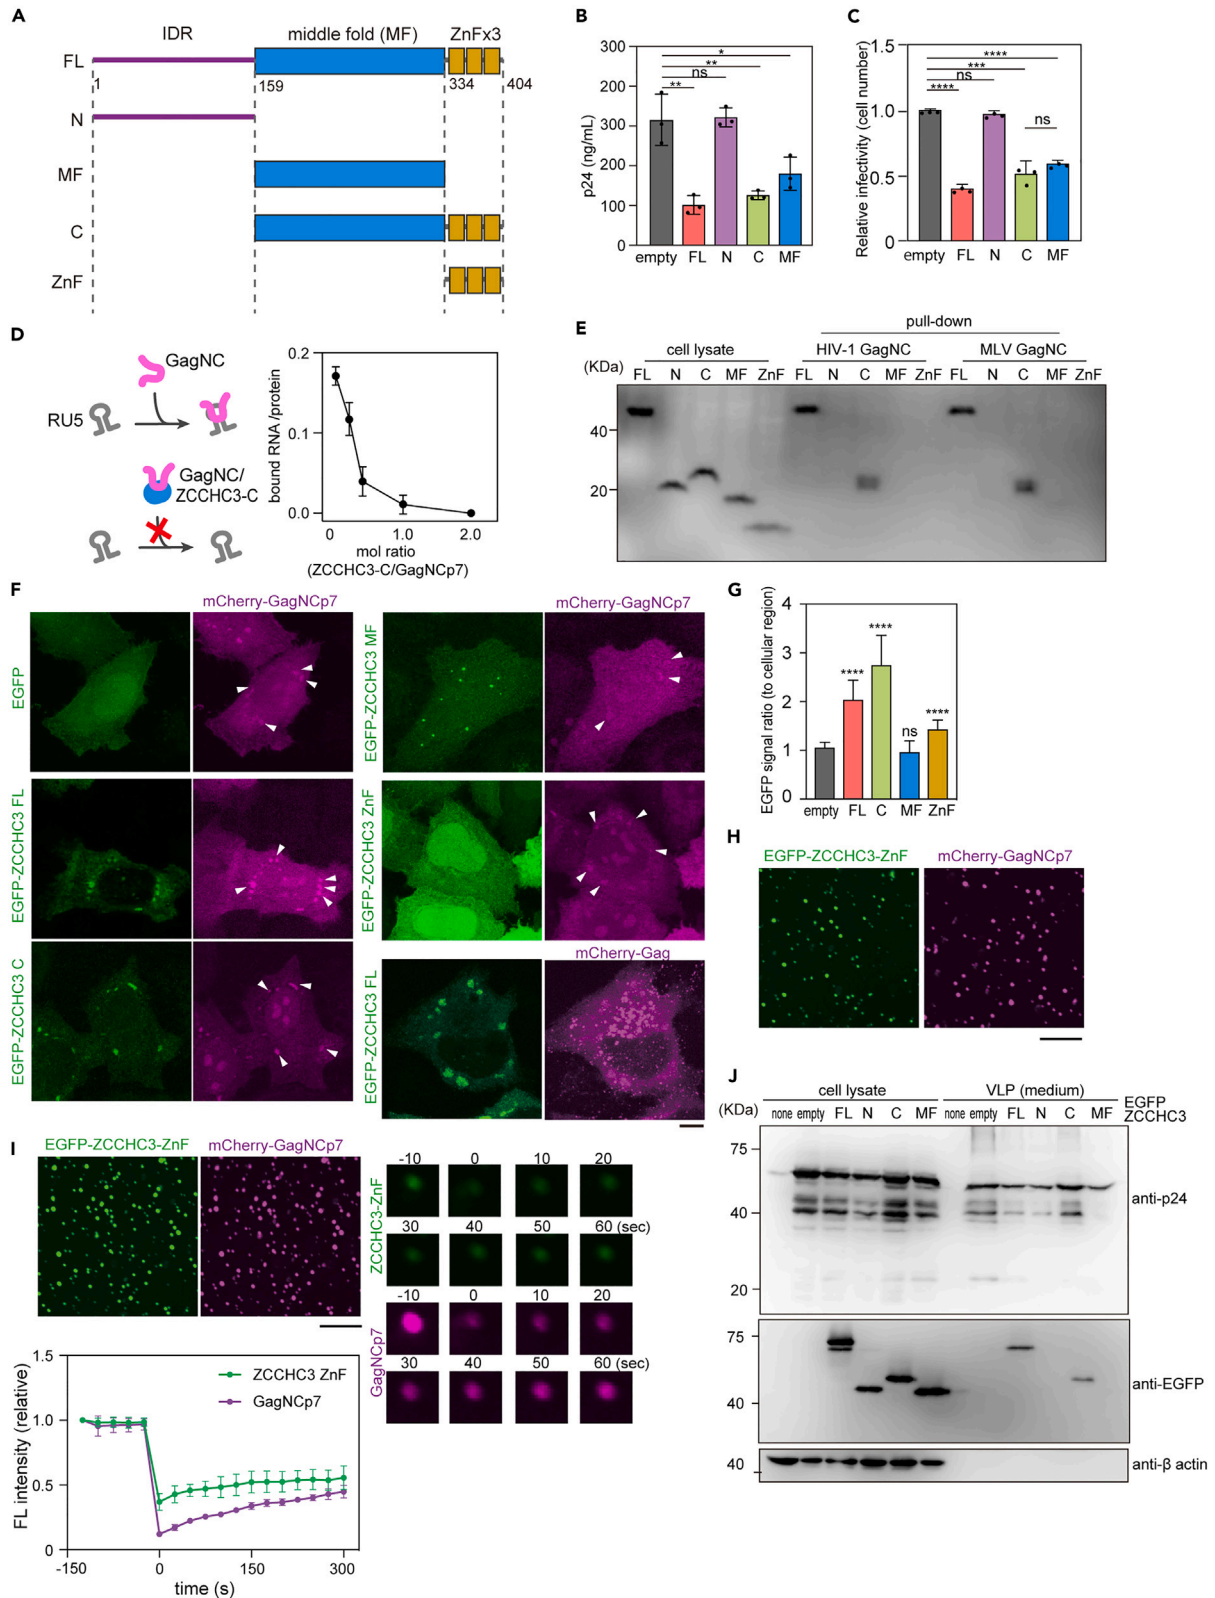 A
IDR
middle fold (MF)
ZnFx3
FL
1
159
334
404
N
MF
C
ZnF
B
300
200
300
200
100
0
p24 (ng/mL)
*
**
ns
**
empty FL N C MF
C
1.5
1.0
0.5
0
Relative infectivity (cell number)
****
***
ns
****
ns
empty FL N C MF
D
GagNC
RU5
GagNC/
ZCCHC3-C
0.2
0.1
0.0
bound RNA /protein
0 1.0 2.0
mol ratio
(ZCCHC3-C/GagNCp7)
E
pull-down
cell lysate HIV-1 GagNC MLV GagNC
(KDa) FL N C MF ZnF FL N C MF ZnF FL N C MF ZnF
40
20
F
mCherry-GagNCp7
mCherry-GagNCp7
EGFP
EGFP-ZCCHC3 MF
EGFP-ZCCHC3 FL
EGFP-ZCCHC3 ZnF
EGFP-ZCCHC3 C
EGFP-ZCCHC3 FL
mCherry-Gag
G
4
3
2
1
0
EGFP signal ratio (to cellular region)
****
****
ns
****
empty FL C MF ZnF
H
EGFP-ZCCHC3-ZnF mCherry-GagNCp7
I
EGFP-ZCCHC3-ZnF mCherry-GagNCp7
ZCCHC3-ZnF
-10 0 10 20
30 40 50 60 (sec)
GagNCp7
-10 0 10 20
30 40 50 60 (sec)
1.5
1.0
0.5
0
FL intensity (relative)
ZCCHC3 ZnF
GagNCp7
-150 0 150 300
time (s)
J
cell lysate VLP (medium)
(KDa) none empty FL N C MF none empty FL N C MF EGFP
ZCCHC3
75
40
20
anti-p24
75
40
anti-EGFP
40
anti-β actin